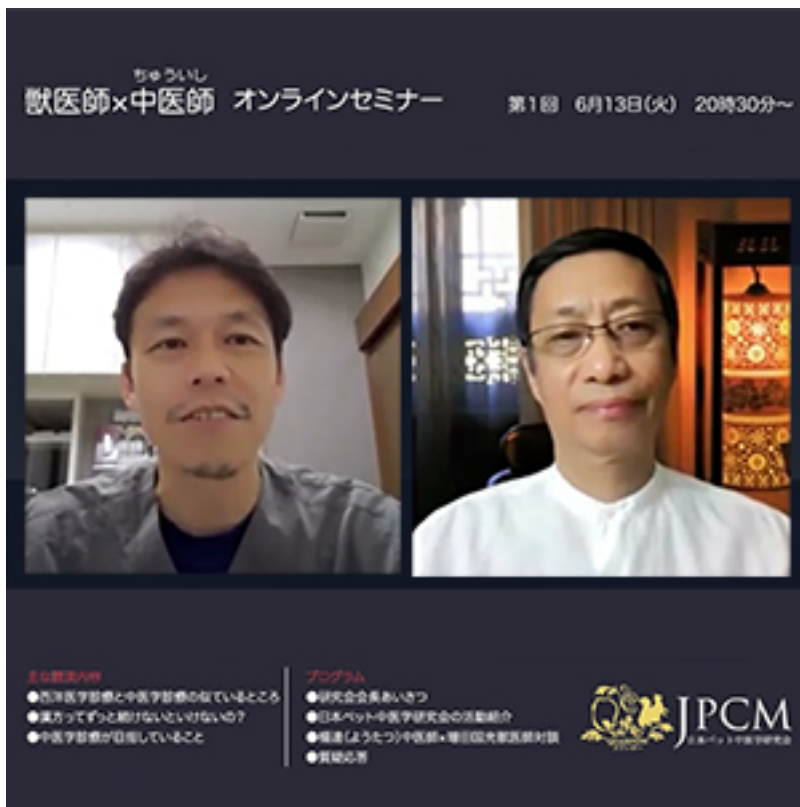 ちゅういし
獣医師×中医師 オンラインセミナー 第1回 6月13日(火) 20時30分~
主な講演内容
●西洋医学診療と中医学診療の似ているところ
●漢方ってずっと続けないといけないの?
●中医学診療が目指していること
プログラム
●研究会会長あいさつ
●日本ペット中医学研究会の活動紹介
●楊達(ようたつ)中医師×増田国充獣医師対談
●質疑応答
JPCM
日本ペット中医学研究会